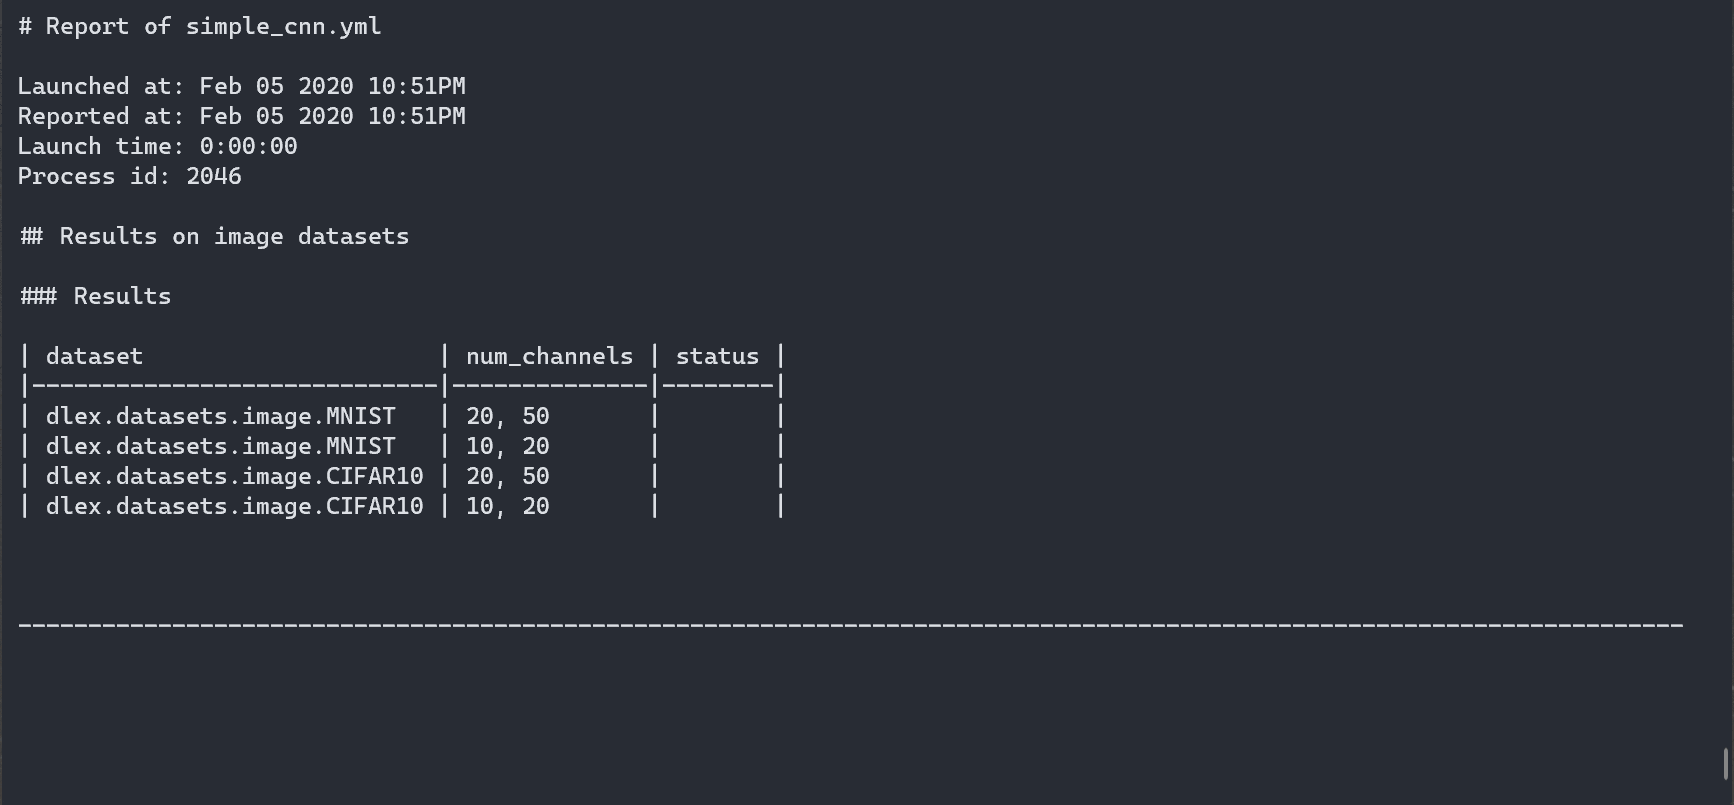 # Report of simple_cnn.yml
Launched at: Feb 05 2020 10:51PM
Reported at: Feb 05 2020 10:51PM
Launch time: 0:00:00
Process id: 2046
## Results on image datasets
### Results
| dataset                     | num_channels | status |
|-----------------------------|--------------|--------|
| dlex.datasets.image.MNIST   | 20, 50       |        |
| dlex.datasets.image.MNIST   | 10, 20       |        |
| dlex.datasets.image.CIFAR10 | 20, 50       |        |
| dlex.datasets.image.CIFAR10 | 10, 20       |        |
-----------------------------------------------------------------------------------------------------------------------